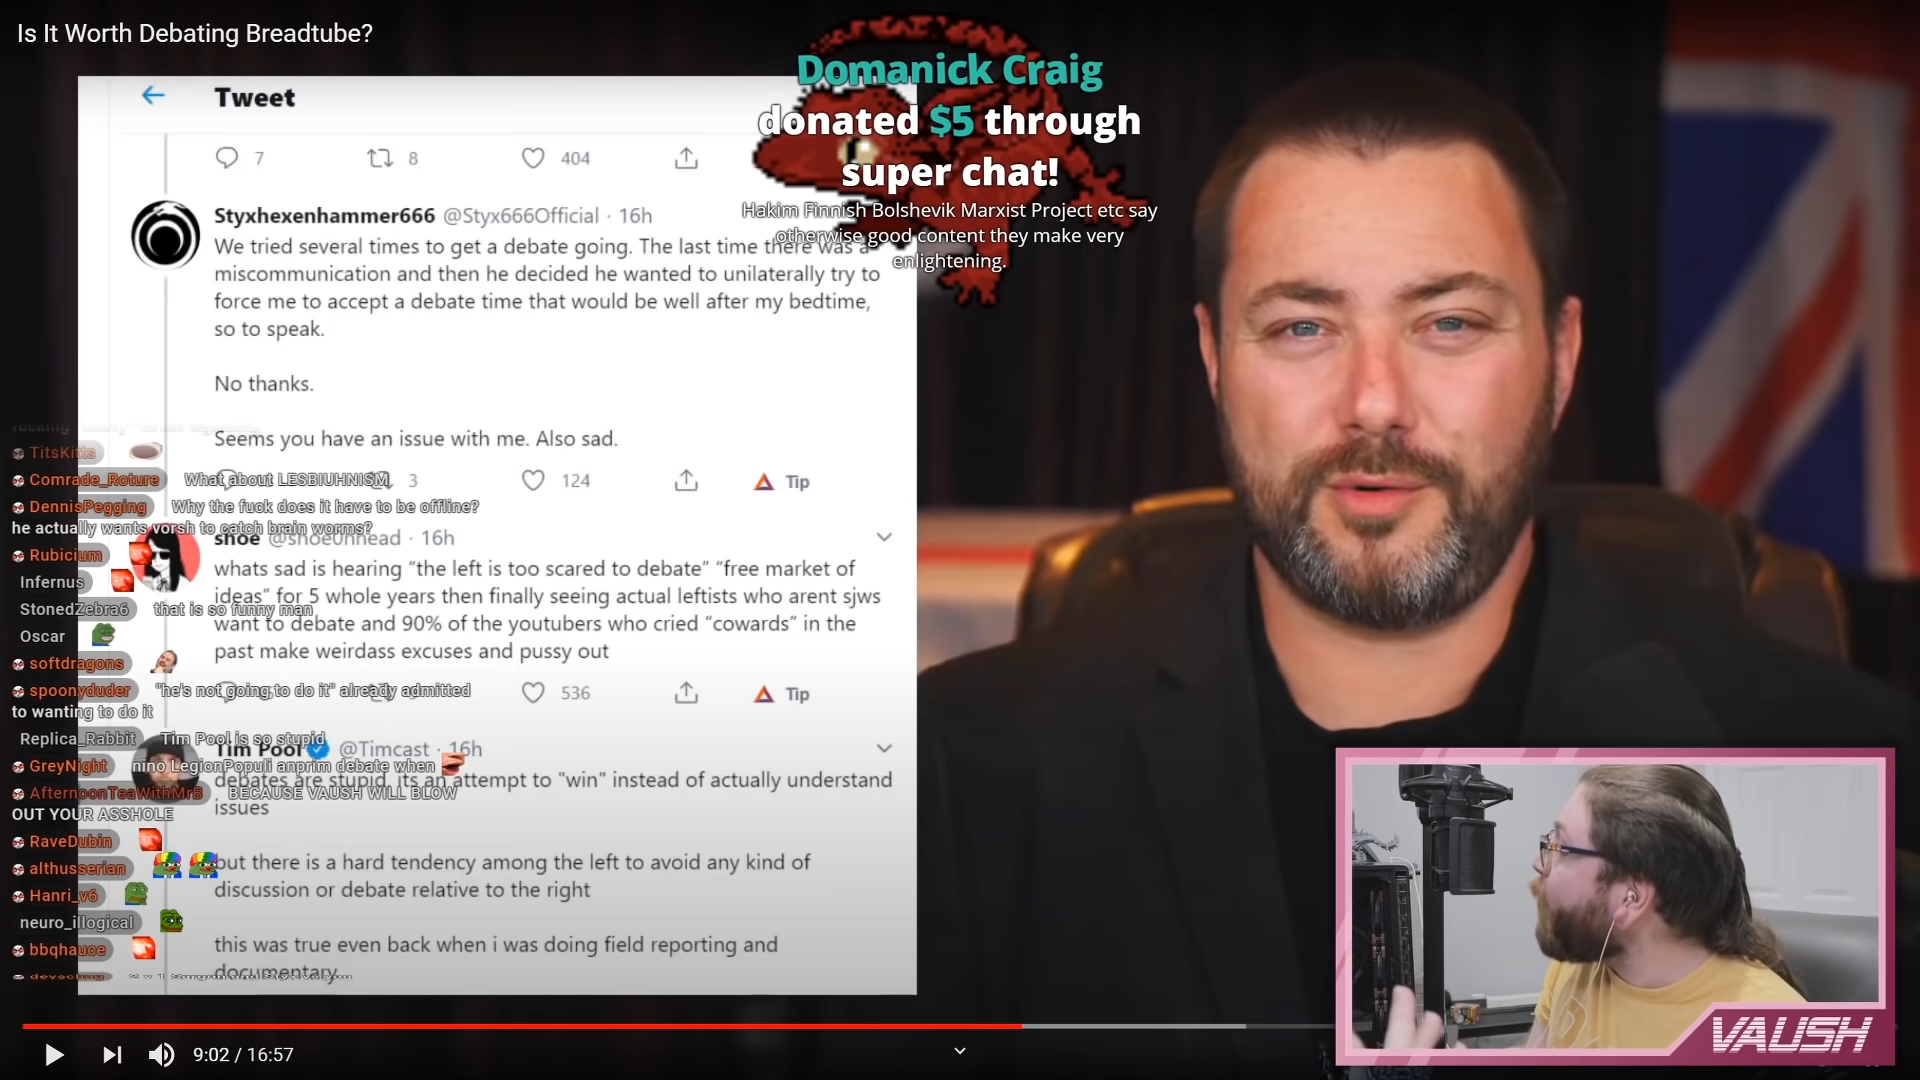 Is It Worth Debating Breadtube?
Domanick Craig
donated $5 through
super chat!
Hakim Finnish Bolshevik Marxist Project etc say
otherwise good content they make very
enlightening.
Tweet
7 8 404
Styxhexenhammer666 @Styx666Official · 16h
We tried several times to get a debate going. The last time there was a
miscommunication and then he decided he wanted to unilaterally try to
force me to accept a debate time that would be well after my bedtime,
so to speak.
No thanks.
Seems you have an issue with me. Also sad.
3 124 Tip
shoe @shoe0nhead · 16h
whats sad is hearing “the left is too scared to debate” “free market of
ideas” for 5 whole years then finally seeing actual leftists who arent sjws
want to debate and 90% of the youtubers who cried “cowards” in the
past make weirdass excuses and pussy out
536 Tip
Tim Pool @Timcast · 16h
debates are stupid, its an attempt to "win" instead of actually understand
issues
but there is a hard tendency among the left to avoid any kind of
discussion or debate relative to the right
this was true even back when i was doing field reporting and
documentary
TitsKitts
Comrade_Roture What about LESBIUHNISM
DennisPegging Why the fuck does it have to be offline?
he actually wants vorsh to catch brain worms?
Rubicium
Infernus
StonedZebra6 that is so funny man
Oscar
softdragons
spoonyduder "he's not going to do it" already admitted
to wanting to do it
Replica_Rabbit Tim Pool is so stupid
GreyNight nino LegionPopuli anprim debate when
AfternoonTeaWithMrB BECAUSE VAUSH WILL BLOW
OUT YOUR ASSHOLE
RaveDubin
althusserian
Hanri_v6
neuro_illogical
bbqhauce
9:02 / 16:57
VAUSH